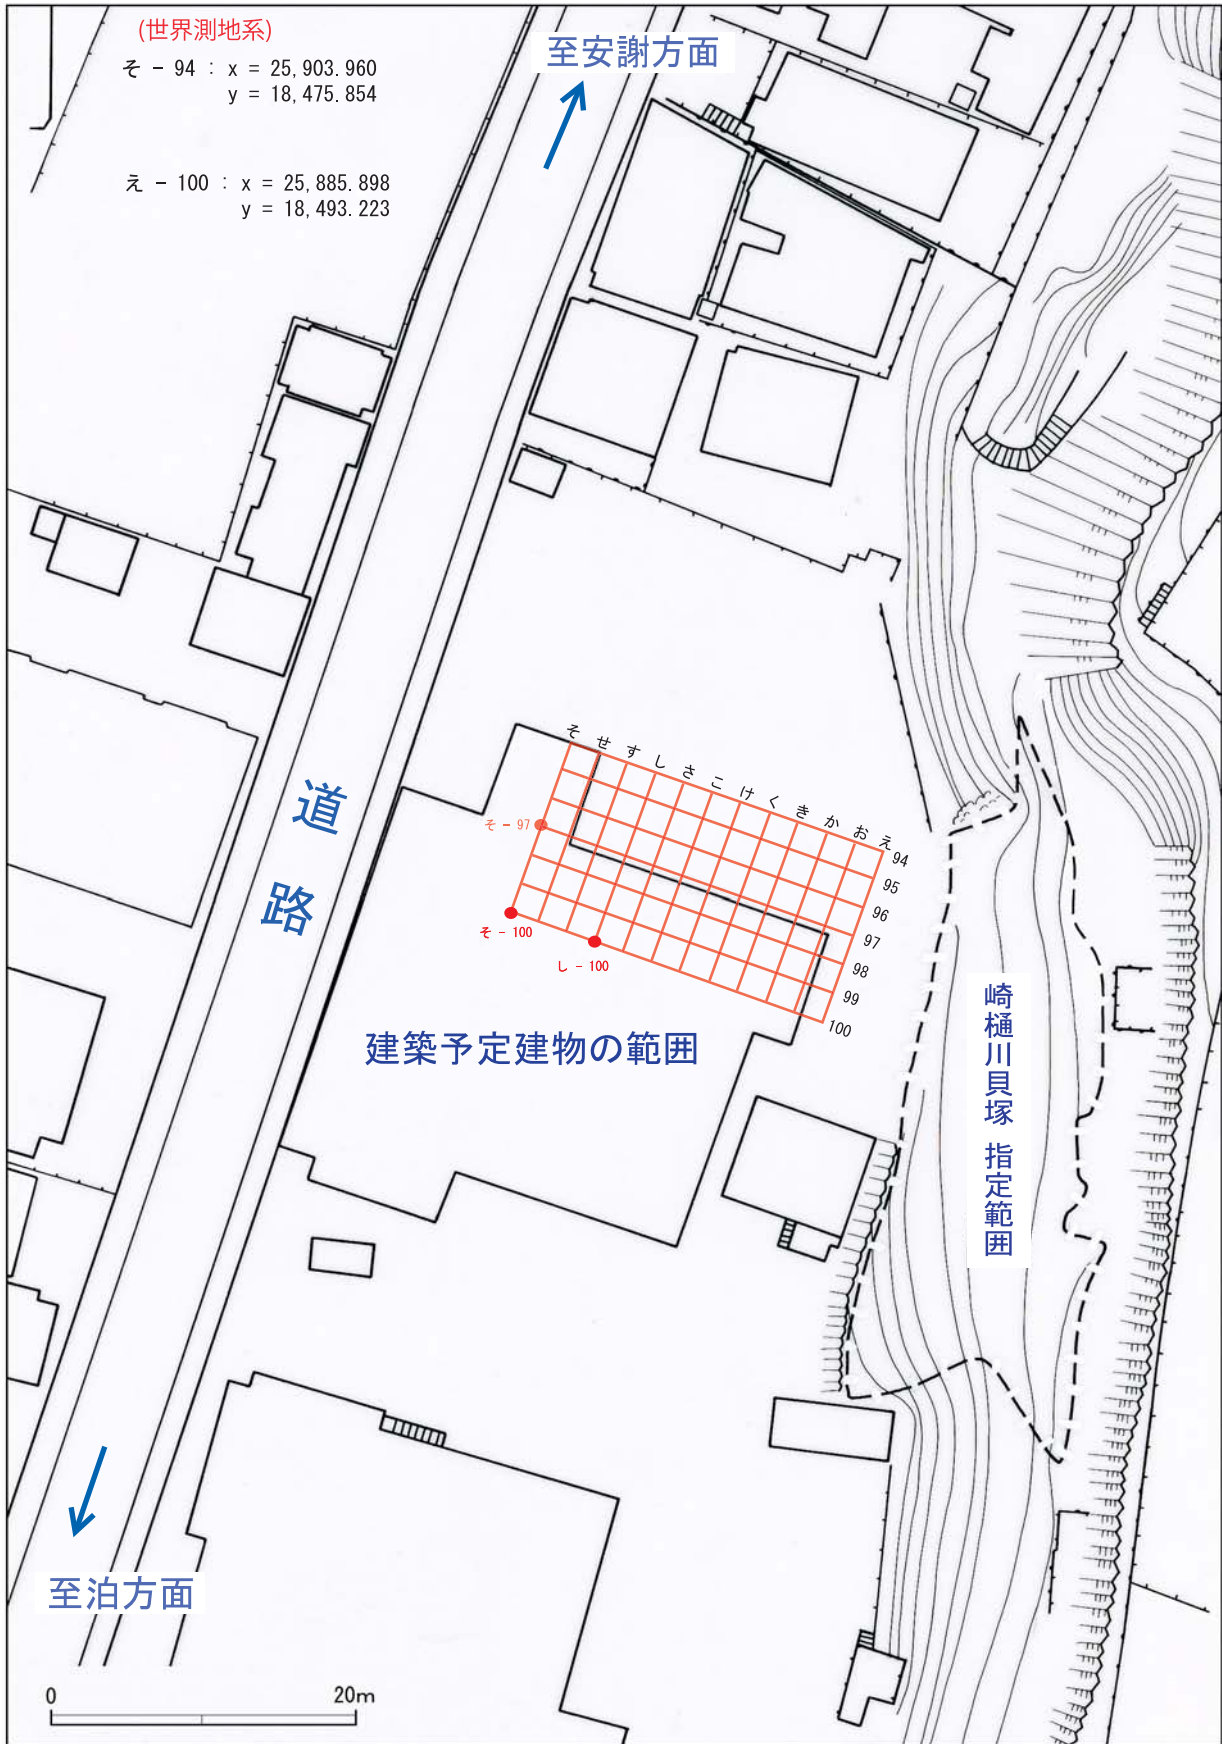 (世界測地系)
そ - 94 : x = 25,903.960
y = 18,475.854
え - 100 : x = 25,885.898
y = 18,493.223
至安謝方面
道路
そ せ す し さ こ け く き か お え
94
95
96
97
98
99
100
そ - 97
そ - 100
し - 100
建築予定建物の範囲
崎樋川貝塚 指定範囲
至泊方面
0 20m